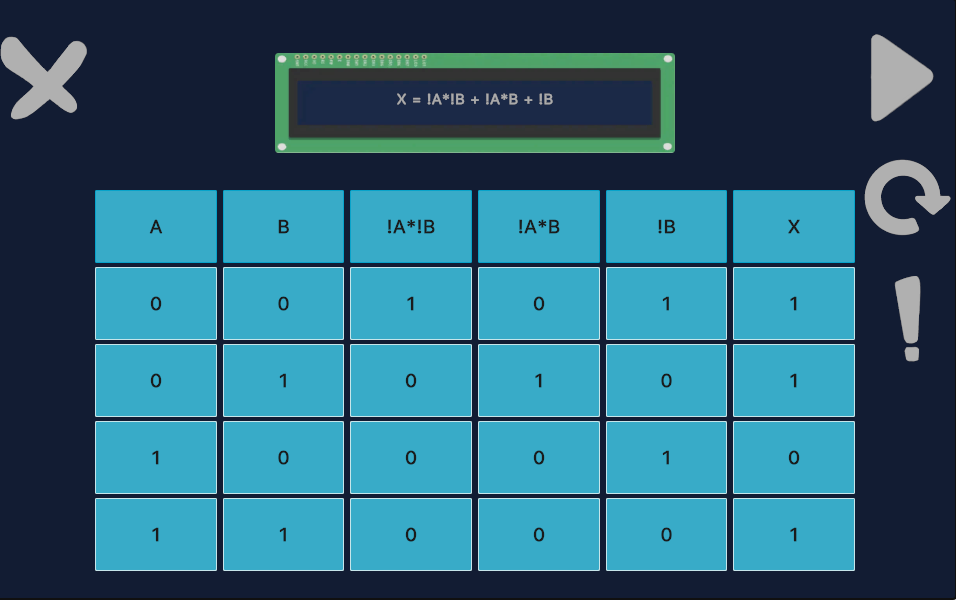 X = !A*!B + !A*B + !B
A B !A*!B !A*B !B X
0 0 1 0 1 1
0 1 0 1 0 1
1 0 0 0 1 0
1 1 0 0 0 1